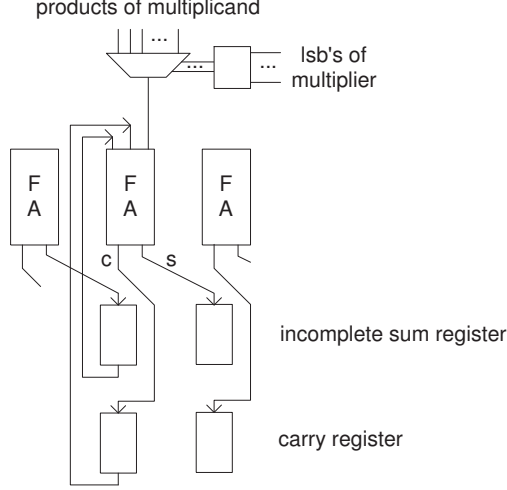 products of multiplicand
...
...
...
lsb's of
multiplier
F
A
F
A
F
A
c
s
incomplete sum register
carry register